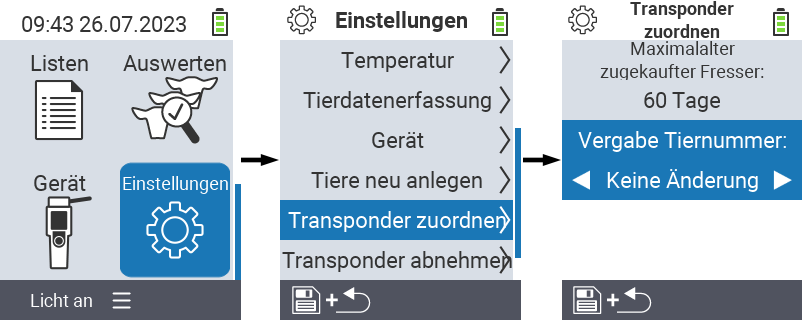 09:43 26.07.2023
Listen
Auswerten
Gerät
Einstellungen
Licht an
Einstellungen
Temperatur
Tierdatenerfassung
Gerät
Tiere neu anlegen
Transponder zuordnen
Transponder abnehmen
+
Transponder
zuordnen
Maximalalter
zugekaufter Fresser:
60 Tage
Vergabe Tiernummer:
Keine Änderung
+